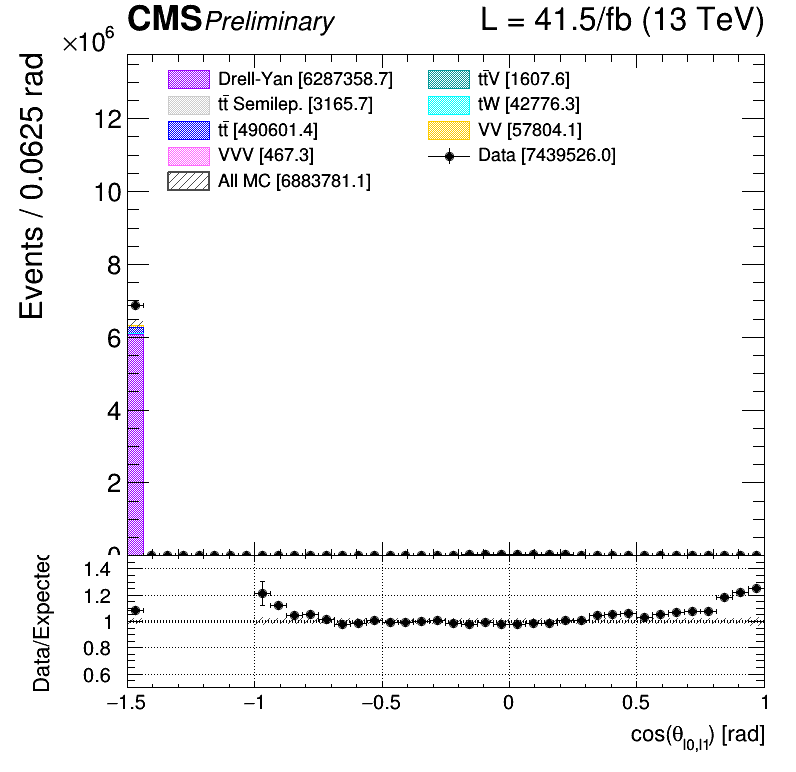 CMS Preliminary L = 41.5/fb (13 TeV)
×10⁶
Events / 0.0625 rad
Drell-Yan [6287358.7]
tt̄ Semilep. [3165.7]
tt̄ [490601.4]
VVV [467.3]
All MC [6883781.1]
tt̄V [1607.6]
tW [42776.3]
VV [57804.1]
Data [7439526.0]
12
10
8
6
4
2
0
Data/Expected
1.4
1.2
1
0.8
0.6
−1.5 −1 −0.5 0 0.5 1
cos(θ_l0,l1) [rad]